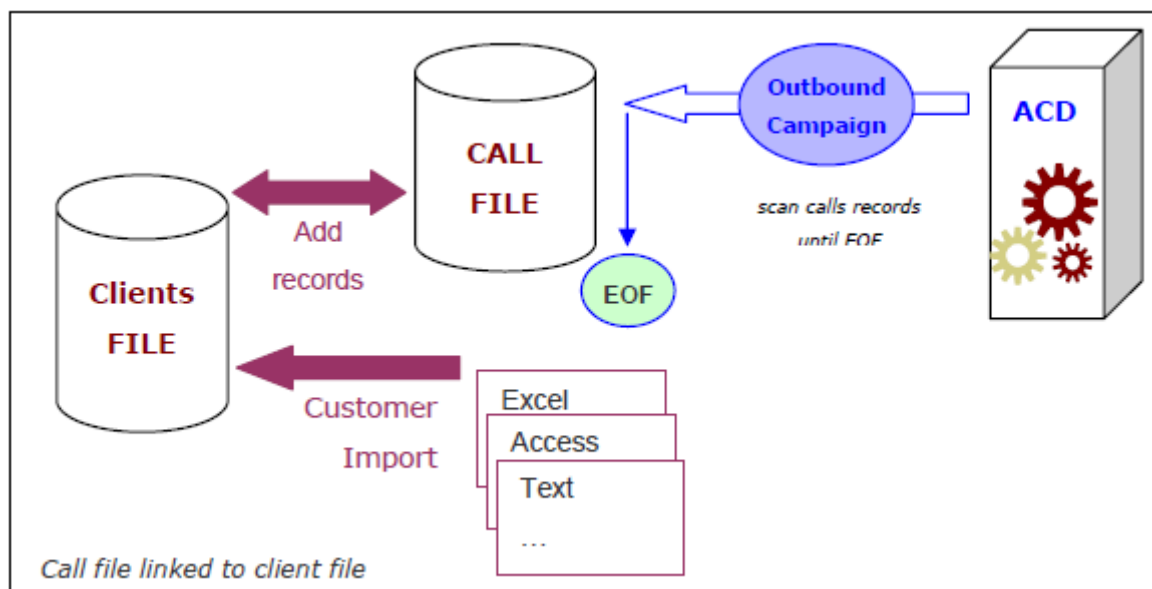 Outbound
Campaign
ACD
CALL
FILE
scan calls records
until EOF
Add
records
Clients
FILE
EOF
Customer
Import
Excel
Access
Text
...
Call file linked to client file